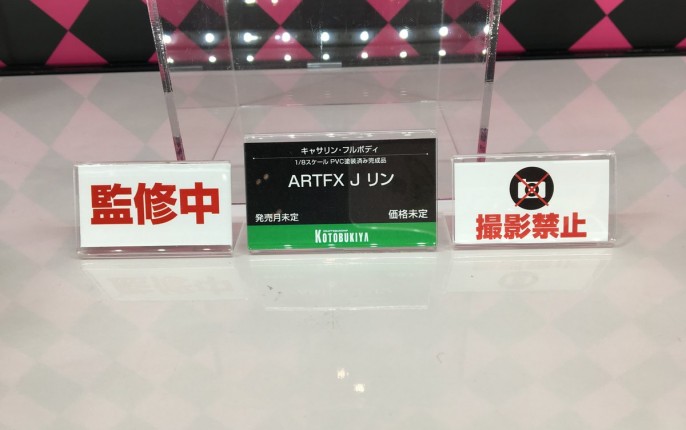 監修中
キャサリン・フルボディ
1/8スケール PVC塗装済み完成品
ARTFX J リン
発売月未定
価格未定
KOTOBUKIYA
撮影禁止